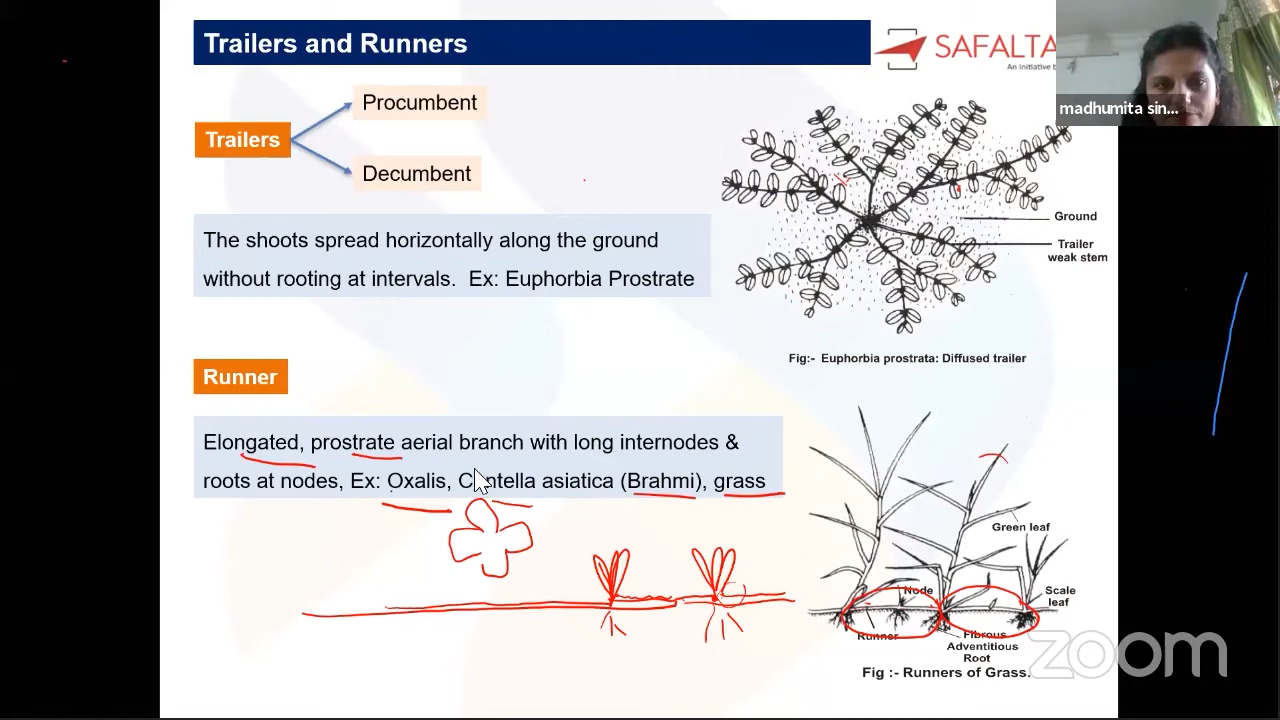 Trailers and Runners
SAFALTA
An Initiative b
madhumita sin...
Procumbent
Trailers
Decumbent
The shoots spread horizontally along the ground
without rooting at intervals. Ex: Euphorbia Prostrate
Ground
Trailer
weak stem
Fig:- Euphorbia prostrata: Diffused trailer
Runner
Elongated, prostrate aerial branch with long internodes &
roots at nodes, Ex: Oxalis, Centella asiatica (Brahmi), grass
Green leaf
Node
Scale
leaf
Runner
Fibrous
Adventitious
Root
Fig :- Runners of Grass.
zoom